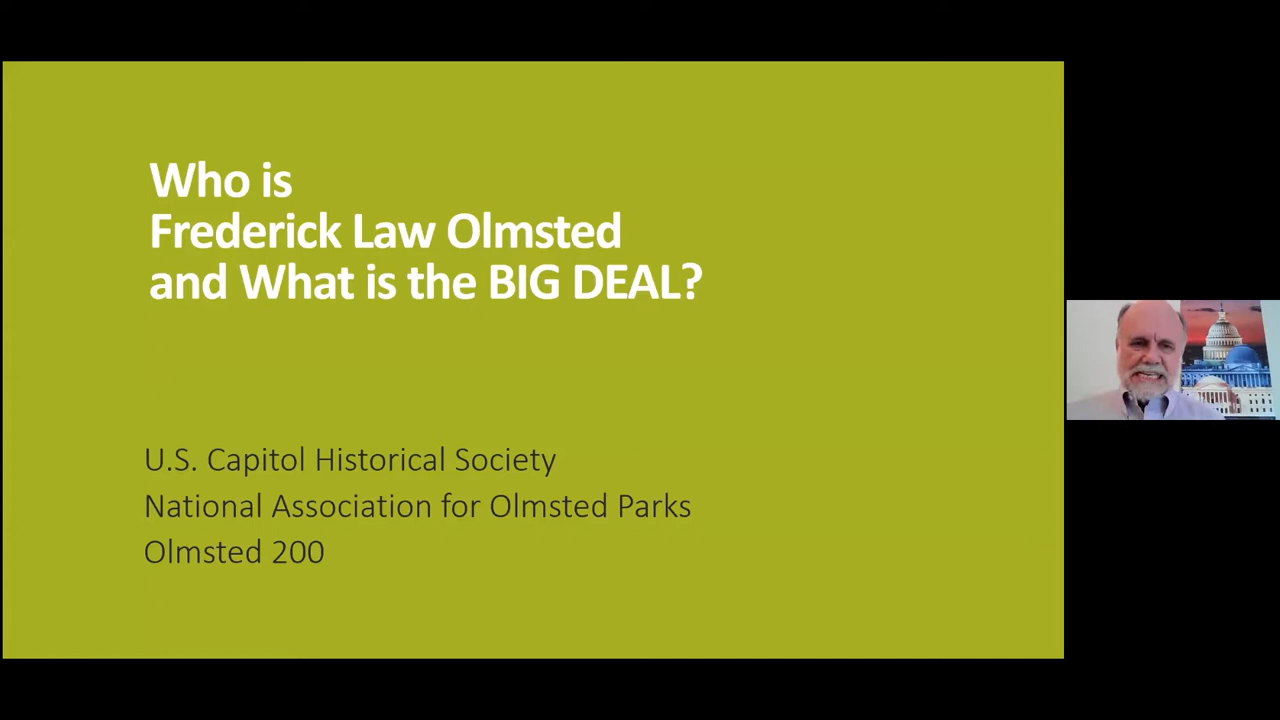 Who is
Frederick Law Olmsted
and What is the BIG DEAL?
U.S. Capitol Historical Society
National Association for Olmsted Parks
Olmsted 200